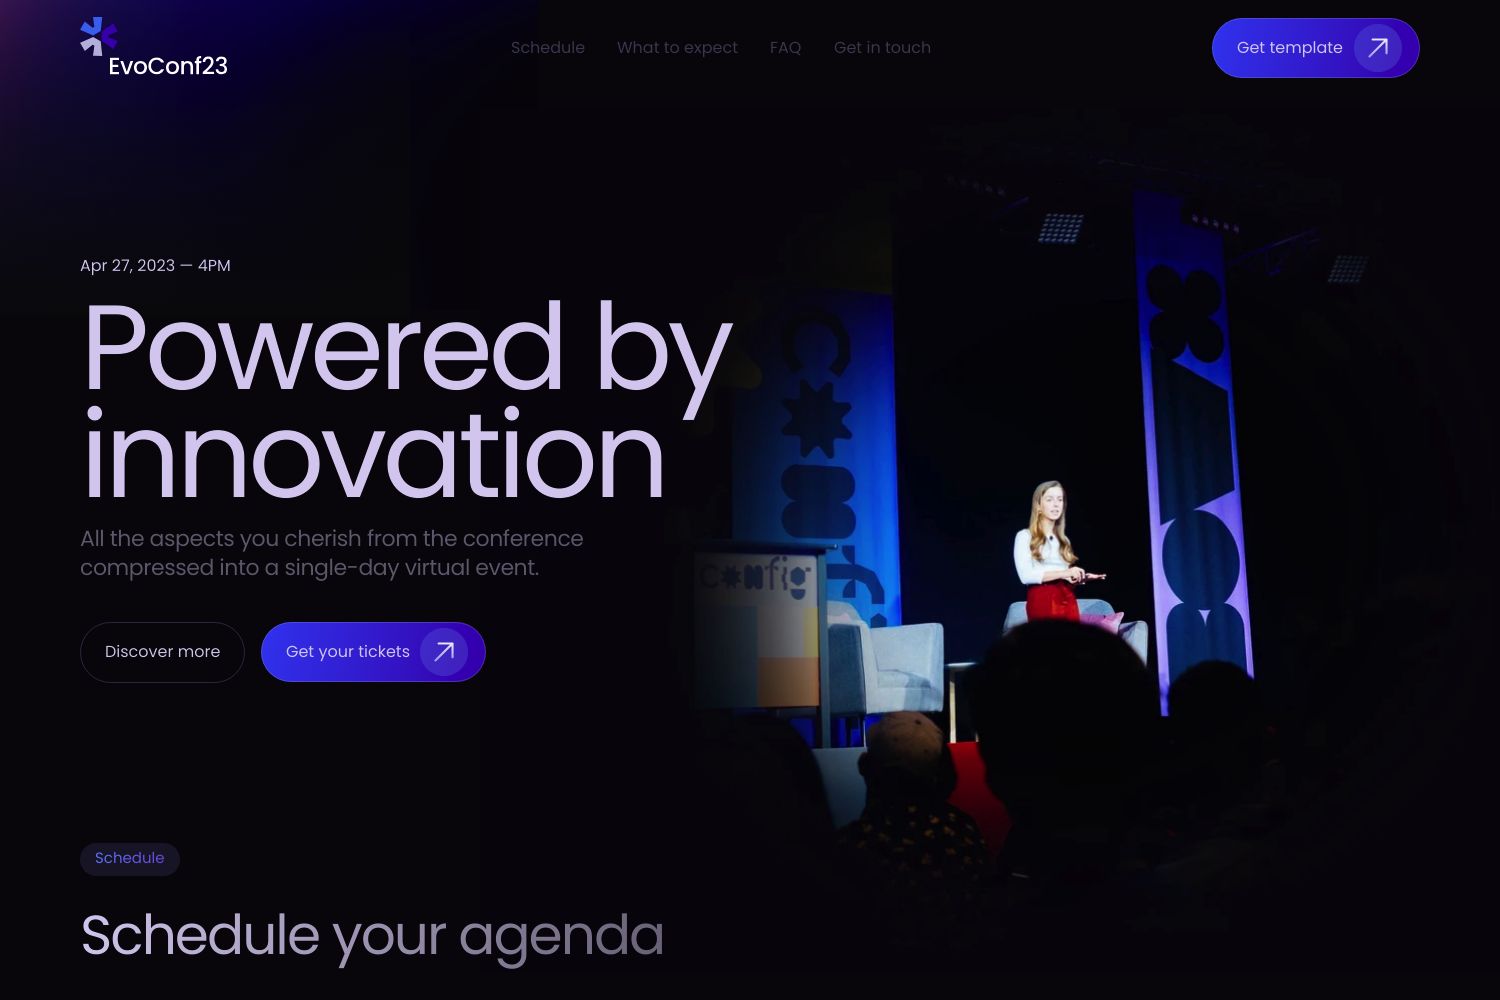 EvoConf23
Schedule
What to expect
FAQ
Get in touch
Get template
Apr 27, 2023 — 4PM
Powered by
innovation
All the aspects you cherish from the conference
compressed into a single-day virtual event.
Discover more
Get your tickets
Config
Config
Schedule
Schedule your agenda